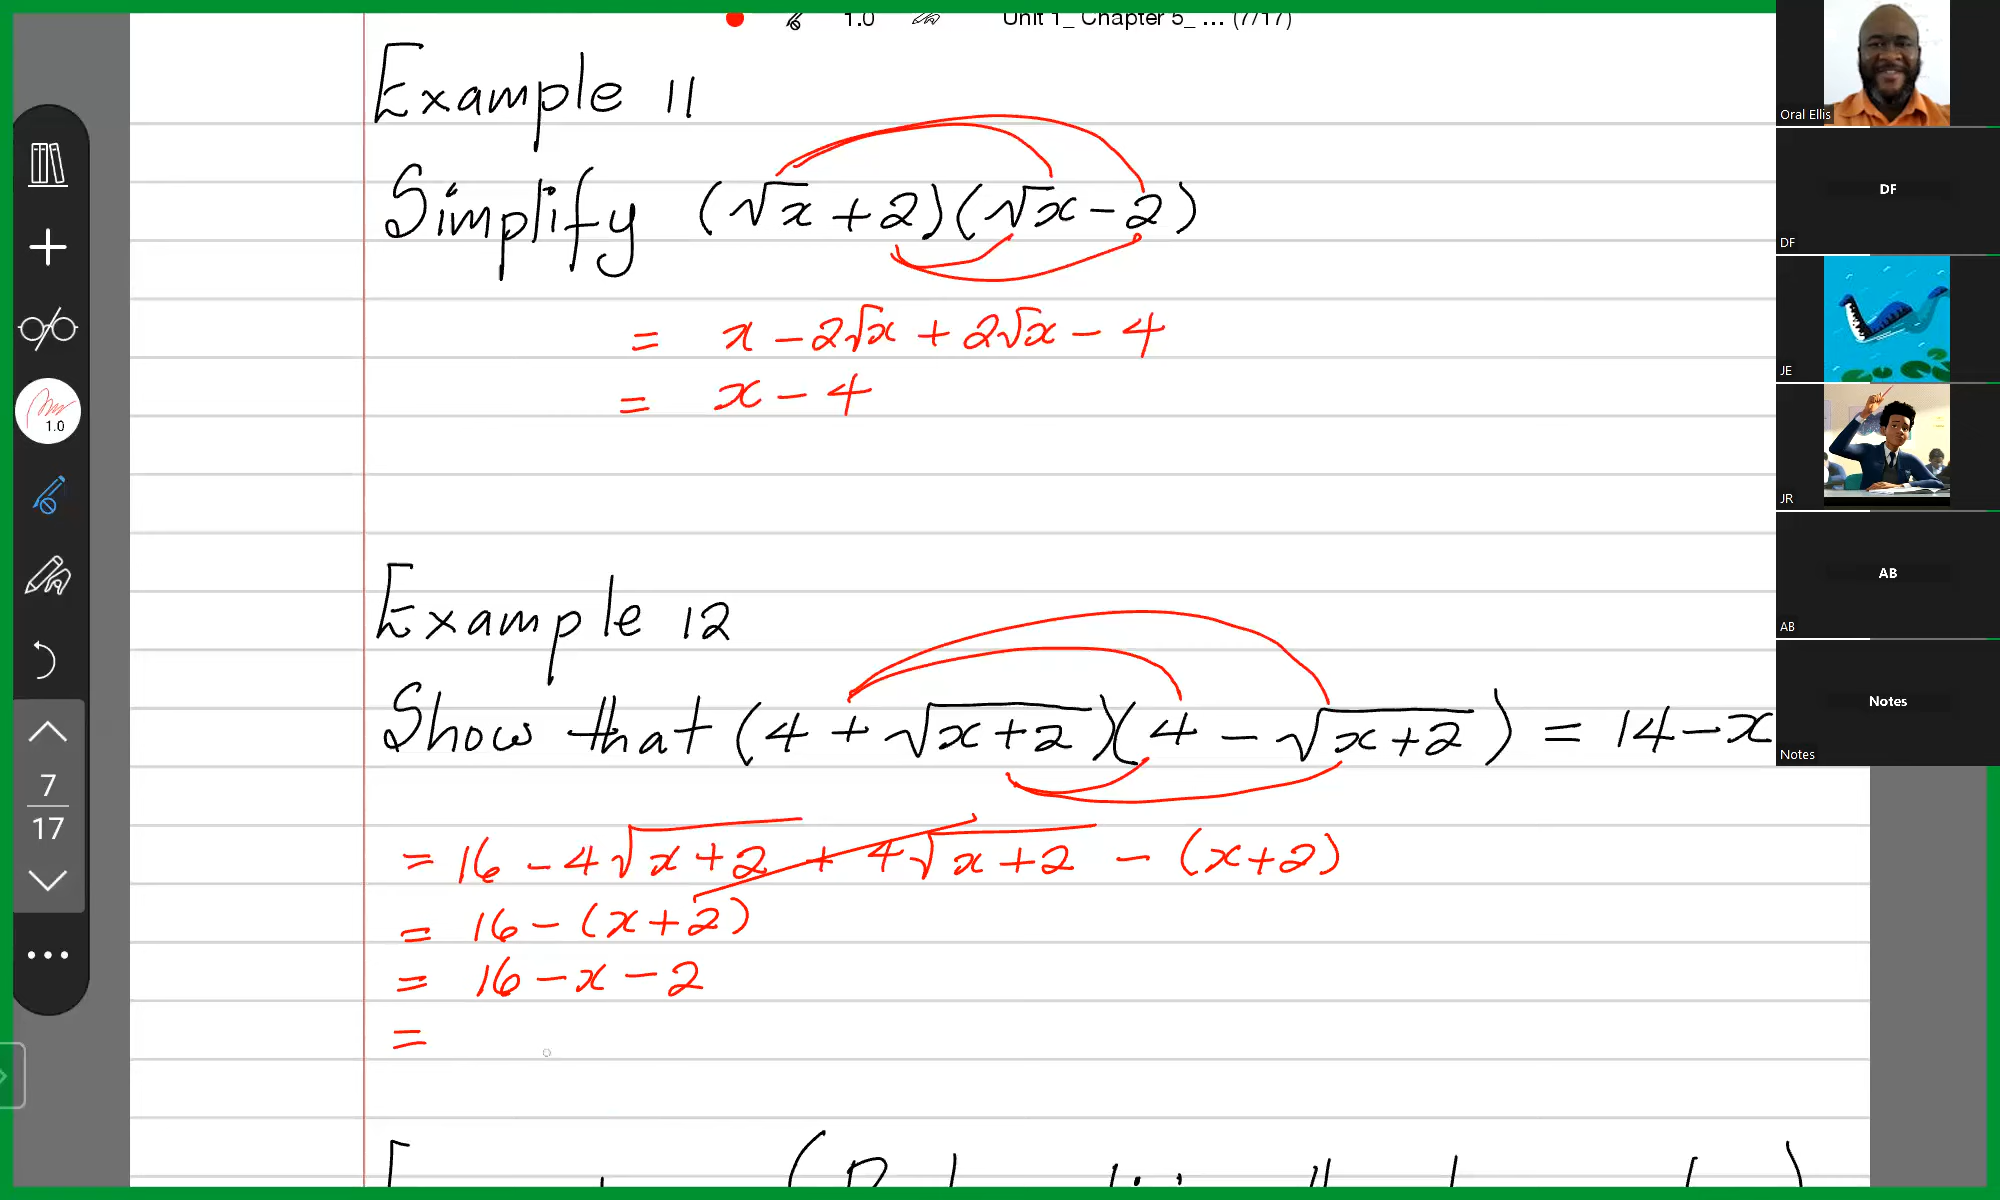 1.0 Unit 1_ Chapter 5_ ... (7/17)
Example 11
Simplify (√x + 2)(√x - 2)
= x - 2√x + 2√x - 4
= x - 4
Example 12
Show that (4 + √(x+2))(4 - √(x+2)) = 14 - x
= 16 - 4√(x+2) + 4√(x+2) - (x+2)
= 16 - (x+2)
= 16 - x - 2
=
1.0
7
17
Oral Ellis
DF
DF
JE
JR
AB
AB
Notes
Notes